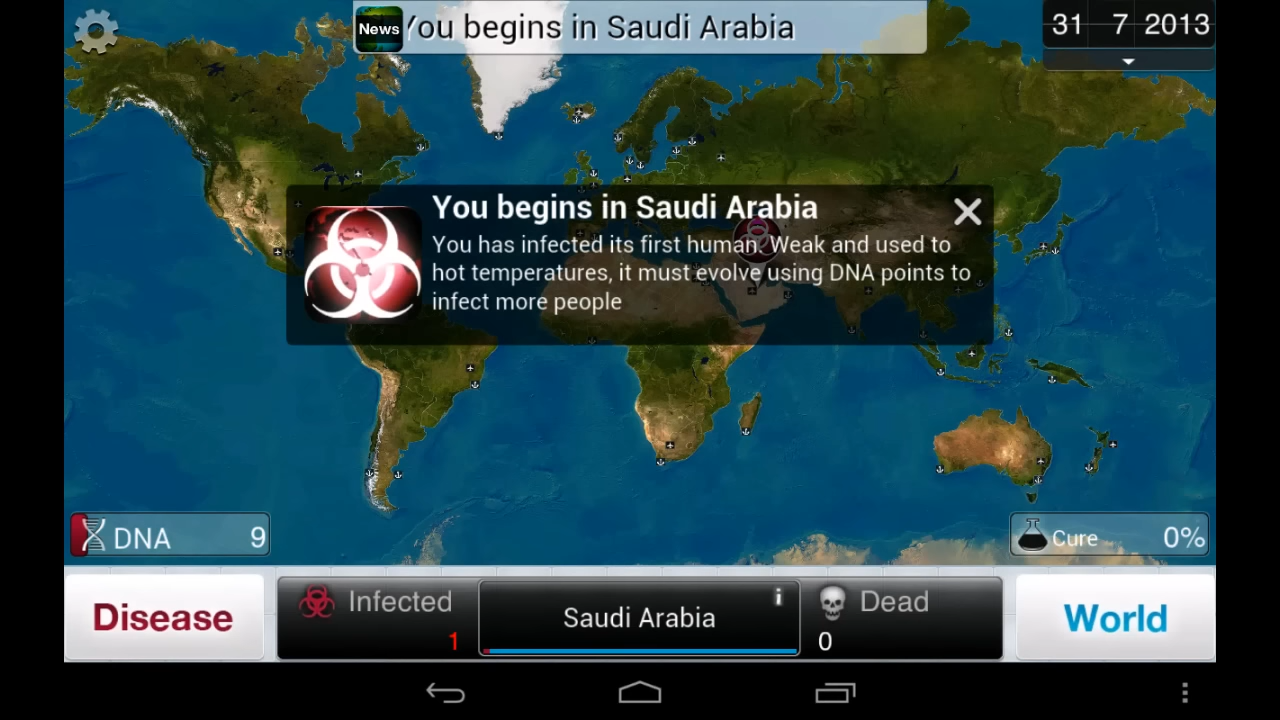 News
You begins in Saudi Arabia
31 7 2013
You begins in Saudi Arabia
You has infected its first human. Weak and used to
hot temperatures, it must evolve using DNA points to
infect more people
DNA 9
Cure 0%
Disease
Infected
1
Saudi Arabia
i
Dead
0
World